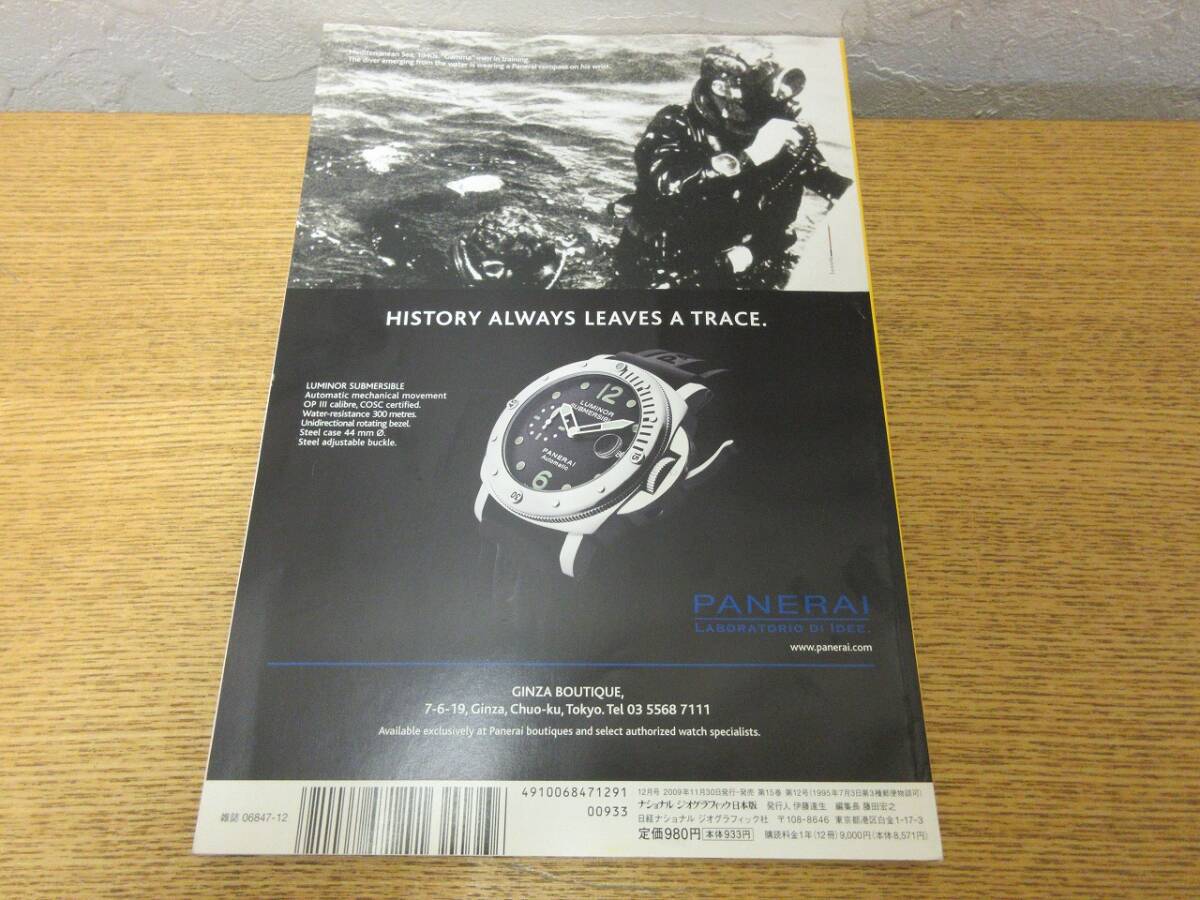 Mediterranean Sea, 1940s. "Gamma" men in training.
The diver emerging from the water is wearing a Panerai compass on his wrist.
HISTORY ALWAYS LEAVES A TRACE.
LUMINOR SUBMERSIBLE
Automatic mechanical movement
OP III calibre, COSC certified.
Water-resistance 300 metres.
Unidirectional rotating bezel.
Steel case 44 mm Ø.
Steel adjustable buckle.
12
LUMINOR
SUBMERSIBLE
PANERAI
Automatic
6
PANERAI
LABORATORIO DI IDEE.
www.panerai.com
GINZA BOUTIQUE,
7-6-19, Ginza, Chuo-ku, Tokyo. Tel 03 5568 7111
Available exclusively at Panerai boutiques and select authorized watch specialists.
雑誌 06847-12
4910068471291
00933
12月号 2009年11月30日発行・発売 第15巻 第12号(1995年7月3日第3種郵便物認可)
ナショナル ジオグラフィック日本版 発行人 伊藤達生 編集長 藤田宏之
日経ナショナル ジオグラフィック社 〒108-8646 東京都港区白金1-17-3
定価980円 本体933円 購読料金1年(12冊)9,000円(本体8,571円)